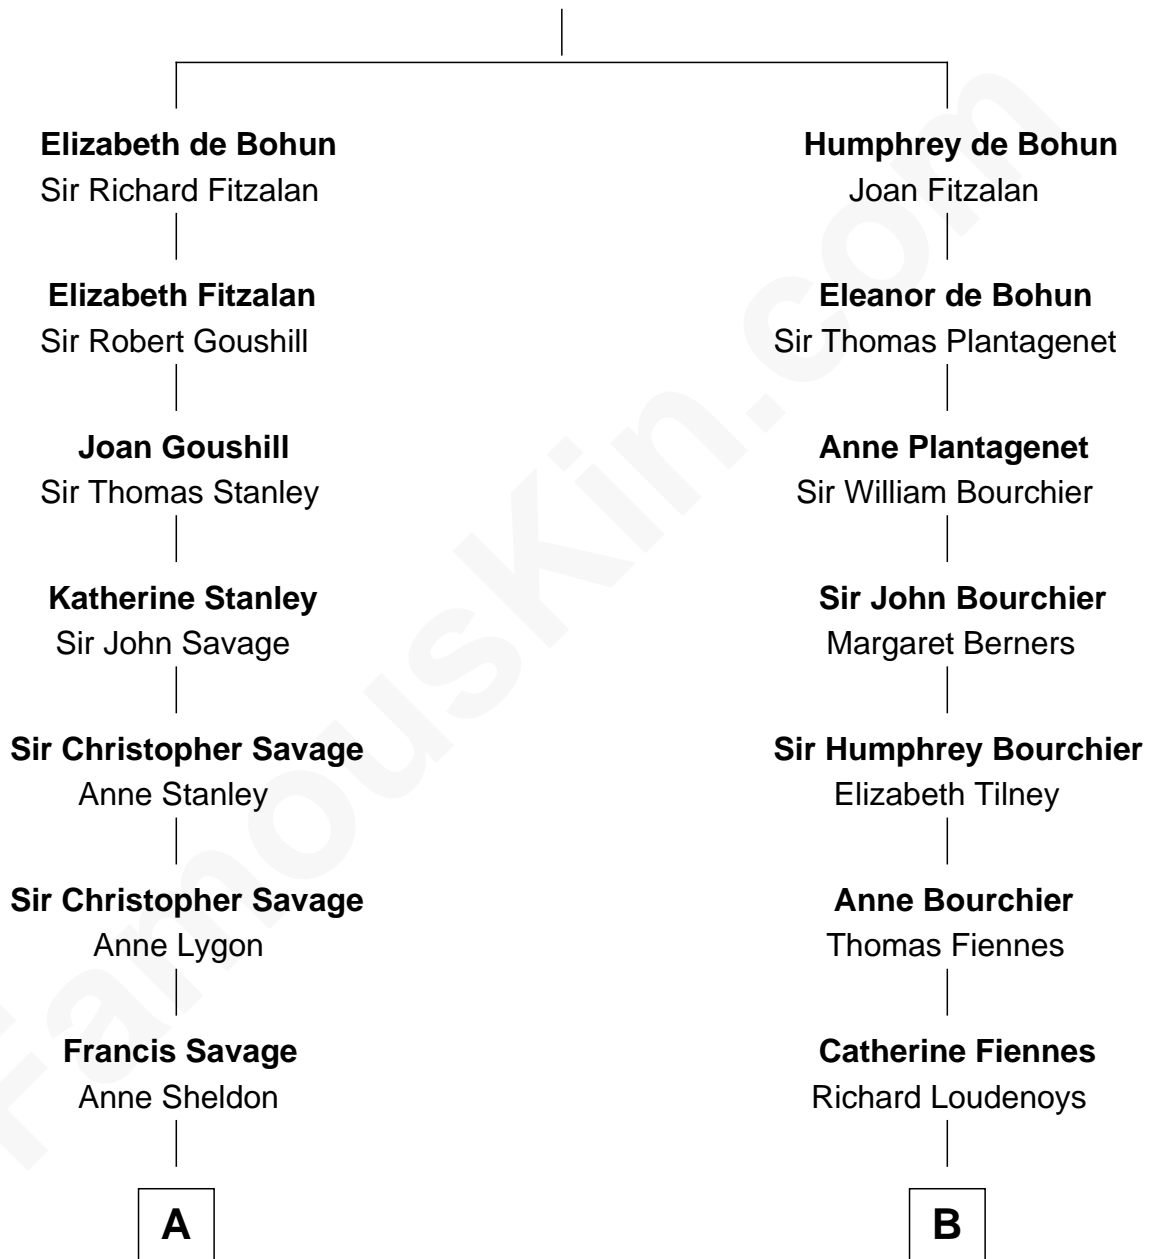 Elizabeth de Bohun
Sir Richard Fitzalan
Elizabeth Fitzalan
Sir Robert Goushill
Joan Goushill
Sir Thomas Stanley
Katherine Stanley
Sir John Savage
Sir Christopher Savage
Anne Stanley
Sir Christopher Savage
Anne Lygon
Francis Savage
Anne Sheldon
A
Humphrey de Bohun
Joan Fitzalan
Eleanor de Bohun
Sir Thomas Plantagenet
Anne Plantagenet
Sir William Bourchier
Sir John Bourchier
Margaret Berners
Sir Humphrey Bourchier
Elizabeth Tilney
Anne Bourchier
Thomas Fiennes
Catherine Fiennes
Richard Loudenoys
B
FamousKin.com